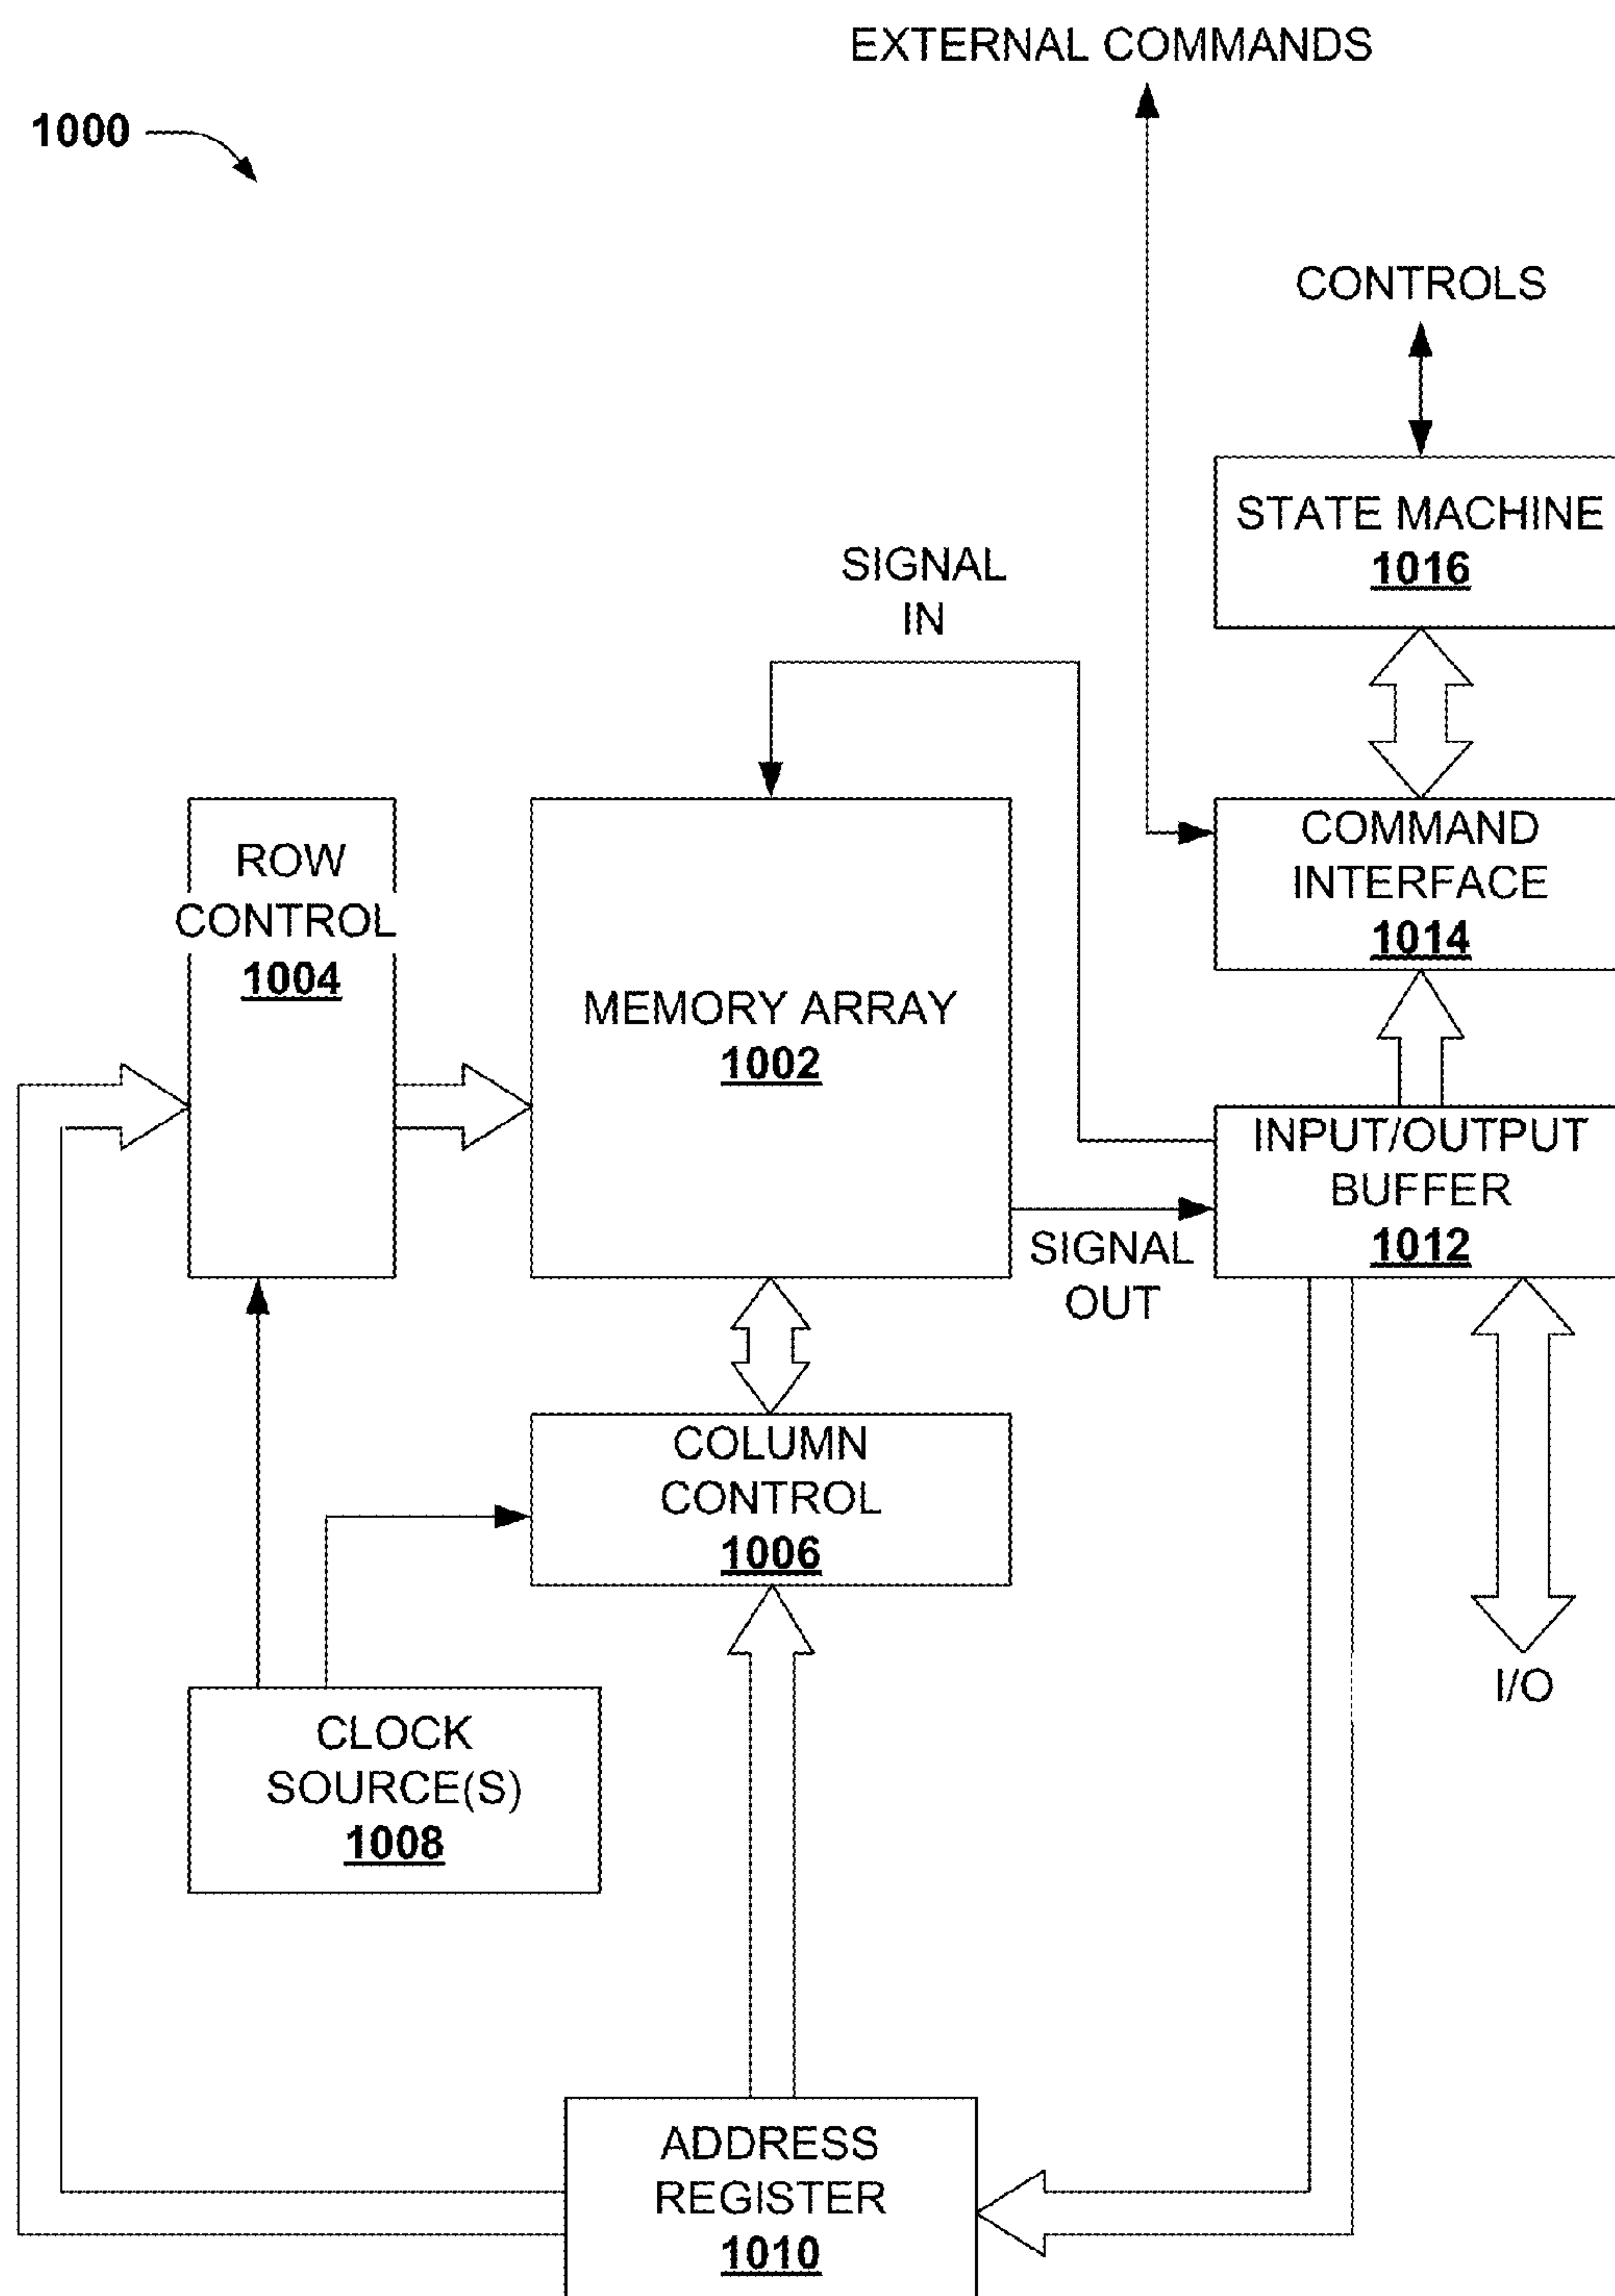 EXTERNAL COMMANDS
1000
CONTROLS
STATE MACHINE
1016
SIGNAL
IN
ROW
CONTROL
1004
MEMORY ARRAY
1002
COMMAND
INTERFACE
1014
INPUT/OUTPUT
BUFFER
1012
SIGNAL
OUT
COLUMN
CONTROL
1006
I/O
CLOCK
SOURCE(S)
1008
ADDRESS
REGISTER
1010